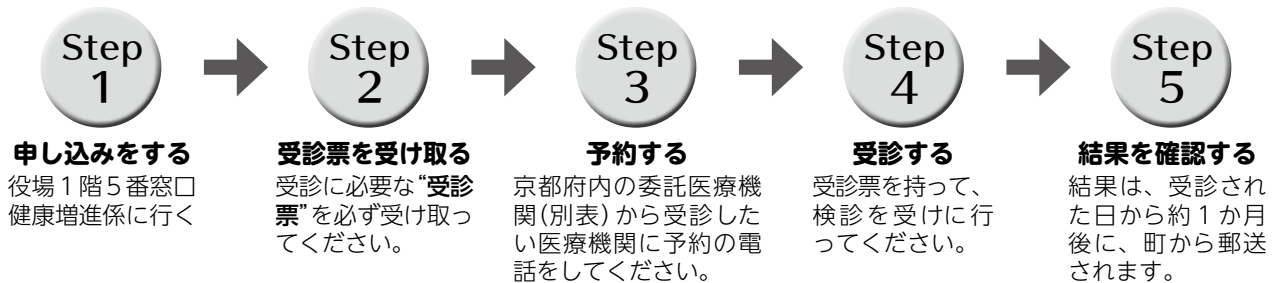 Step
1
申し込みをする
役場1階5番窓口
健康増進係に行く
Step
2
受診票を受け取る
受診に必要な“受診
票”を必ず受け取っ
てください。
Step
3
予約する
京都府内の委託医療機
関(別表)から受診した
い医療機関に予約の電
話をしてください。
Step
4
受診する
受診票を持って、
検診を受けに行
ってください。
Step
5
結果を確認する
結果は、受診され
た日から約1か月
後に、町から郵送
されます。